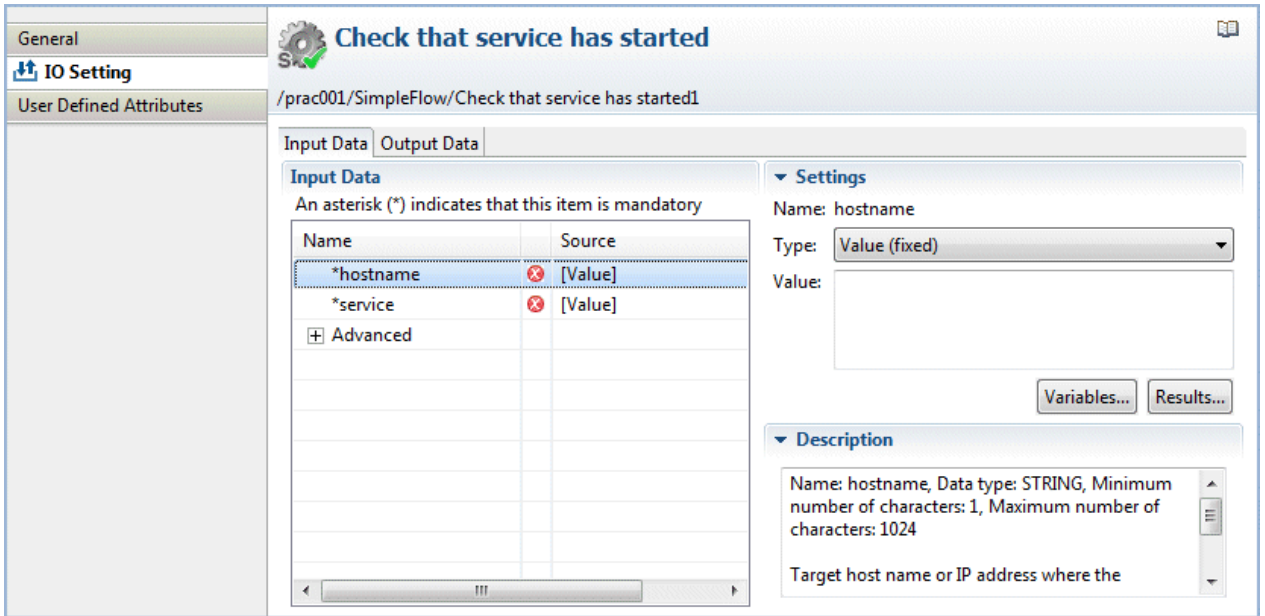 General
IO Setting
User Defined Attributes
Check that service has started
/prac001/SimpleFlow/Check that service has started1
Input Data Output Data
Input Data
An asterisk (*) indicates that this item is mandatory
Name Source
*hostname [Value]
*service [Value]
Advanced
Settings
Name: hostname
Type: Value (fixed)
Value:
Variables... Results...
Description
Name: hostname, Data type: STRING, Minimum
number of characters: 1, Maximum number of
characters: 1024
Target host name or IP address where the